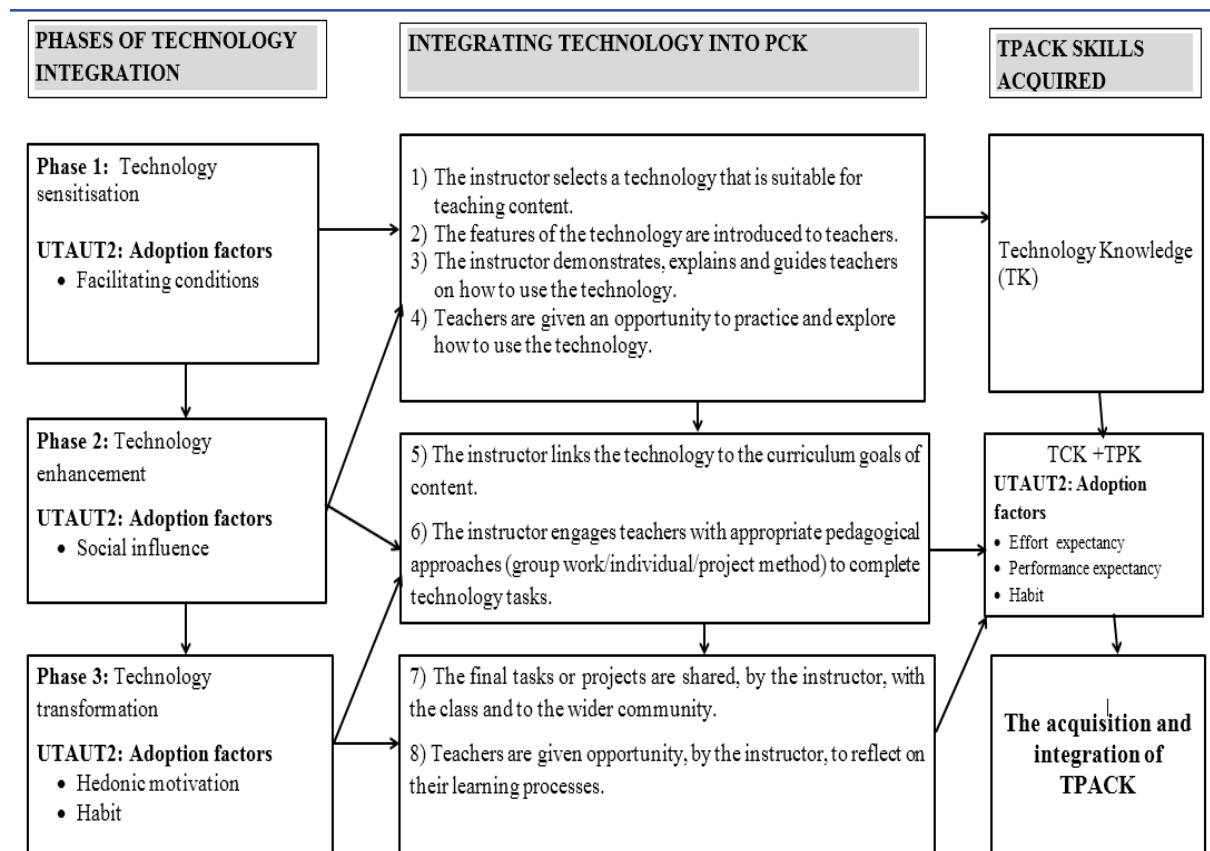 PHASES OF TECHNOLOGY
INTEGRATION
INTEGRATING TECHNOLOGY INTO PCK
TPACK SKILLS
ACQUIRED
Phase 1: Technology
sensitisation
UTAUT2: Adoption factors
• Facilitating conditions
1) The instructor selects a technology that is suitable for
teaching content.
2) The features of the technology are introduced to teachers.
3) The instructor demonstrates, explains and guides teachers
on how to use the technology.
4) Teachers are given an opportunity to practice and explore
how to use the technology.
Technology Knowledge
(TK)
Phase 2: Technology
enhancement
UTAUT2: Adoption factors
• Social influence
5) The instructor links the technology to the curriculum goals of
content.
6) The instructor engages teachers with appropriate pedagogical
approaches (group work/individual/project method) to complete
technology tasks.
TCK +TPK
UTAUT2: Adoption
factors
• Effort expectancy
• Performance expectancy
• Habit
Phase 3: Technology
transformation
UTAUT2: Adoption factors
• Hedonic motivation
• Habit
7) The final tasks or projects are shared, by the instructor, with
the class and to the wider community.
8) Teachers are given opportunity, by the instructor, to reflect on
their learning processes.
The acquisition and
integration of
TPACK